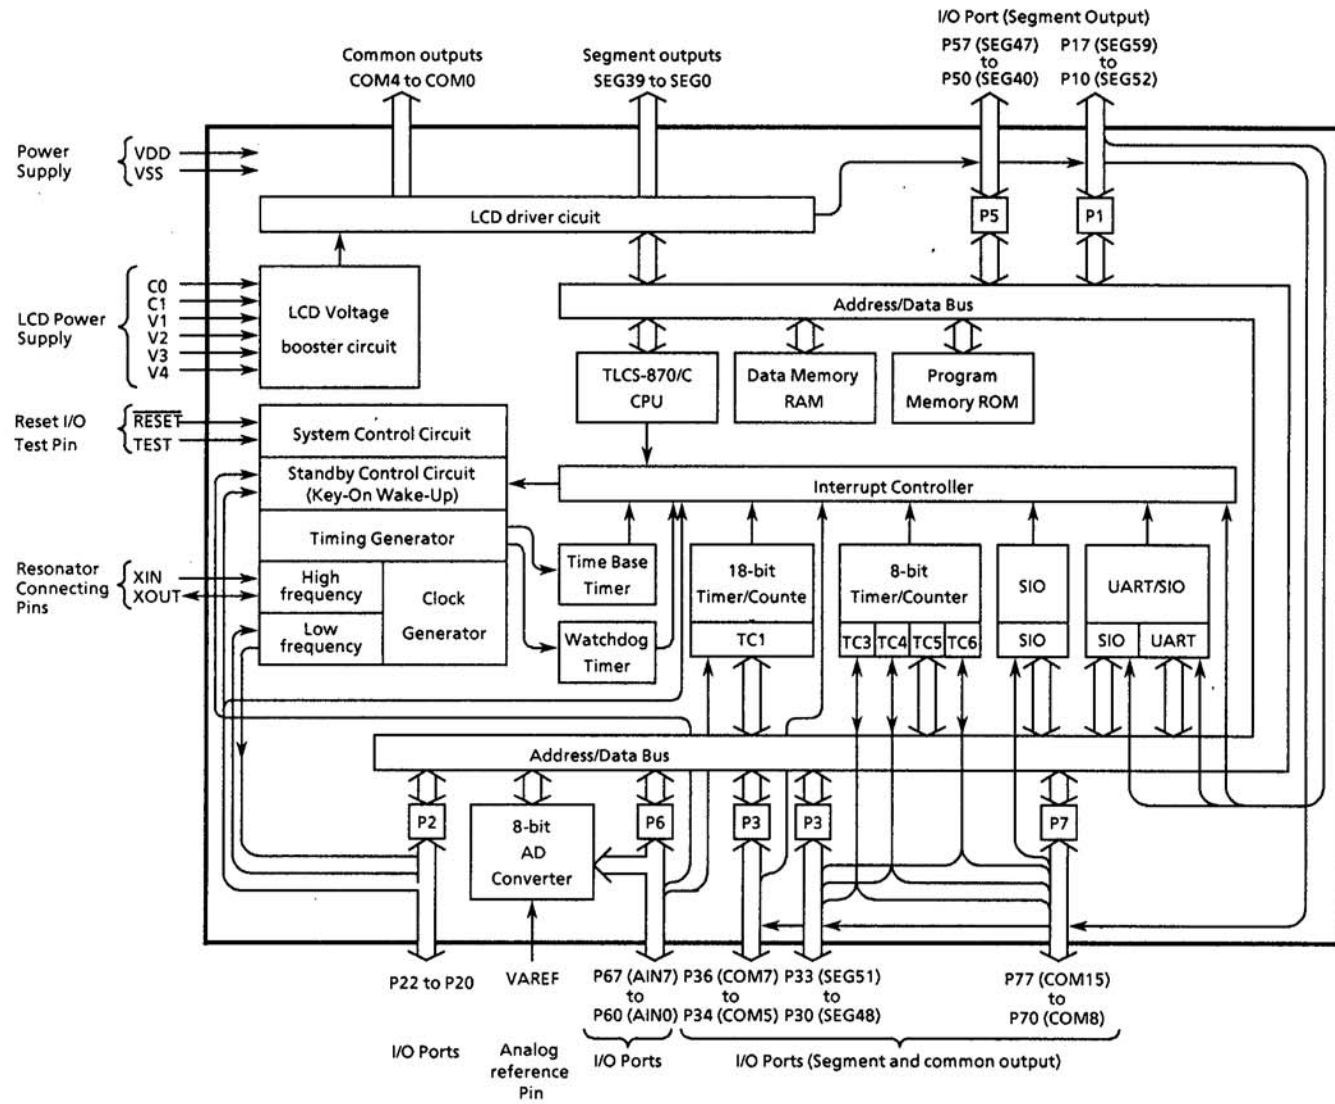 I/O Port (Segment Output)
P57 (SEG47) P17 (SEG59)
Common outputs Segment outputs to to
COM4 to COM0 SEG39 to SEG0 P50 (SEG40) P10 (SEG52)
Power
Supply
VDD
VSS
LCD driver cicuit
P5
P1
LCD Power
Supply
C0
C1
V1
V2
V3
V4
LCD Voltage
booster circuit
Address/Data Bus
TLCS-870/C
CPU
Data Memory
RAM
Program
Memory ROM
Reset I/O
Test Pin
RESET
TEST
System Control Circuit
Standby Control Circuit
(Key-On Wake-Up)
Interrupt Controller
Timing Generator
Resonator
Connecting
Pins
XIN
XOUT
High
frequency
Low
frequency
Clock
Generator
Time Base
Timer
Watchdog
Timer
18-bit
Timer/Counte
TC1
8-bit
Timer/Counter
TC3 TC4 TC5 TC6
SIO
SIO
UART/SIO
SIO UART
Address/Data Bus
P2
8-bit
AD
Converter
P6
P3
P3
P7
P22 to P20
VAREF
P67 (AIN7)
to
P60 (AIN0)
P36 (COM7)
to
P34 (COM5)
P33 (SEG51)
to
P30 (SEG48)
P77 (COM15)
to
P70 (COM8)
I/O Ports
Analog
reference
Pin
I/O Ports
I/O Ports (Segment and common output)